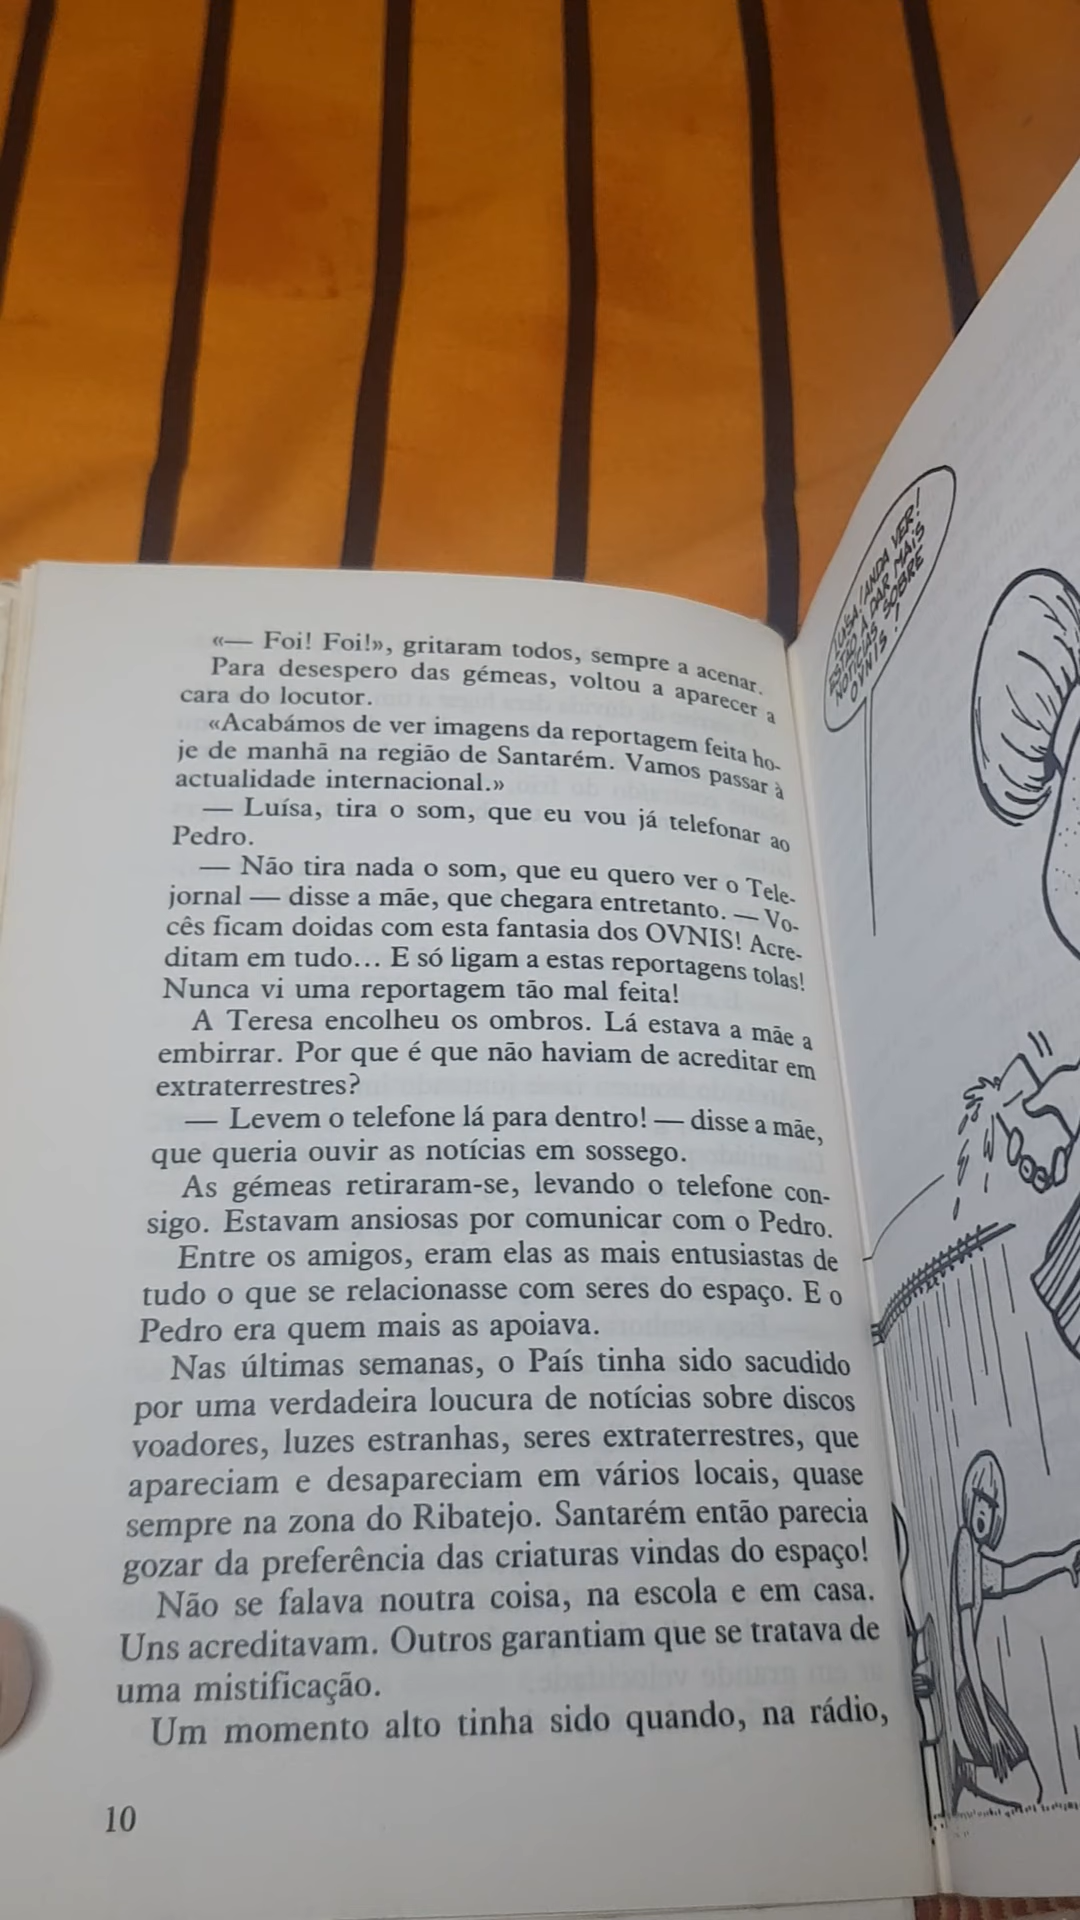 «— Foi! Foi!», gritaram todos, sempre a acenar.
Para desespero das gémeas, voltou a aparecer a
cara do locutor.
«Acabámos de ver imagens da reportagem feita ho-
je de manhã na região de Santarém. Vamos passar à
actualidade internacional.»
— Luísa, tira o som, que eu vou já telefonar ao
Pedro.
— Não tira nada o som, que eu quero ver o Tele-
jornal — disse a mãe, que chegara entretanto. — Vo-
cês ficam doidas com esta fantasia dos OVNIS! Acre-
ditam em tudo... E só ligam a estas reportagens tolas!
Nunca vi uma reportagem tão mal feita!
A Teresa encolheu os ombros. Lá estava a mãe a
embirrar. Por que é que não haviam de acreditar em
extraterrestres?
— Levem o telefone lá para dentro! — disse a mãe,
que queria ouvir as notícias em sossego.
As gémeas retiraram-se, levando o telefone con-
sigo. Estavam ansiosas por comunicar com o Pedro.
Entre os amigos, eram elas as mais entusiastas de
tudo o que se relacionasse com seres do espaço. E o
Pedro era quem mais as apoiava.
Nas últimas semanas, o País tinha sido sacudido
por uma verdadeira loucura de notícias sobre discos
voadores, luzes estranhas, seres extraterrestres, que
apareciam e desapareciam em vários locais, quase
sempre na zona do Ribatejo. Santarém então parecia
gozar da preferência das criaturas vindas do espaço!
Não se falava noutra coisa, na escola e em casa.
Uns acreditavam. Outros garantiam que se tratava de
uma mistificação.
Um momento alto tinha sido quando, na rádio,
10
LUISA! ANDA VER!
ESTÃO A DAR MAIS
NOTÍCIAS SOBRE
OVNIS!